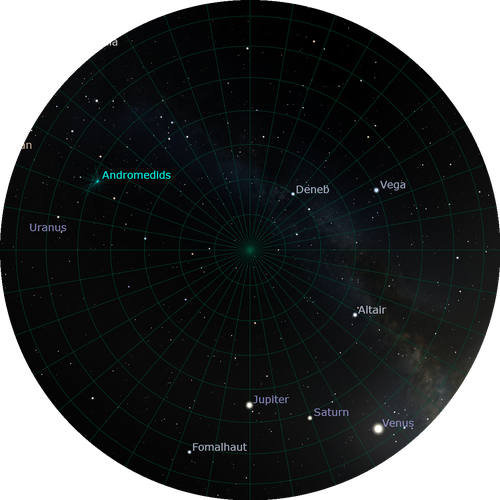 Andromedids
Deneb
Vega
Uranus
Altair
Jupiter
Saturn
Venus
Fomalhaut